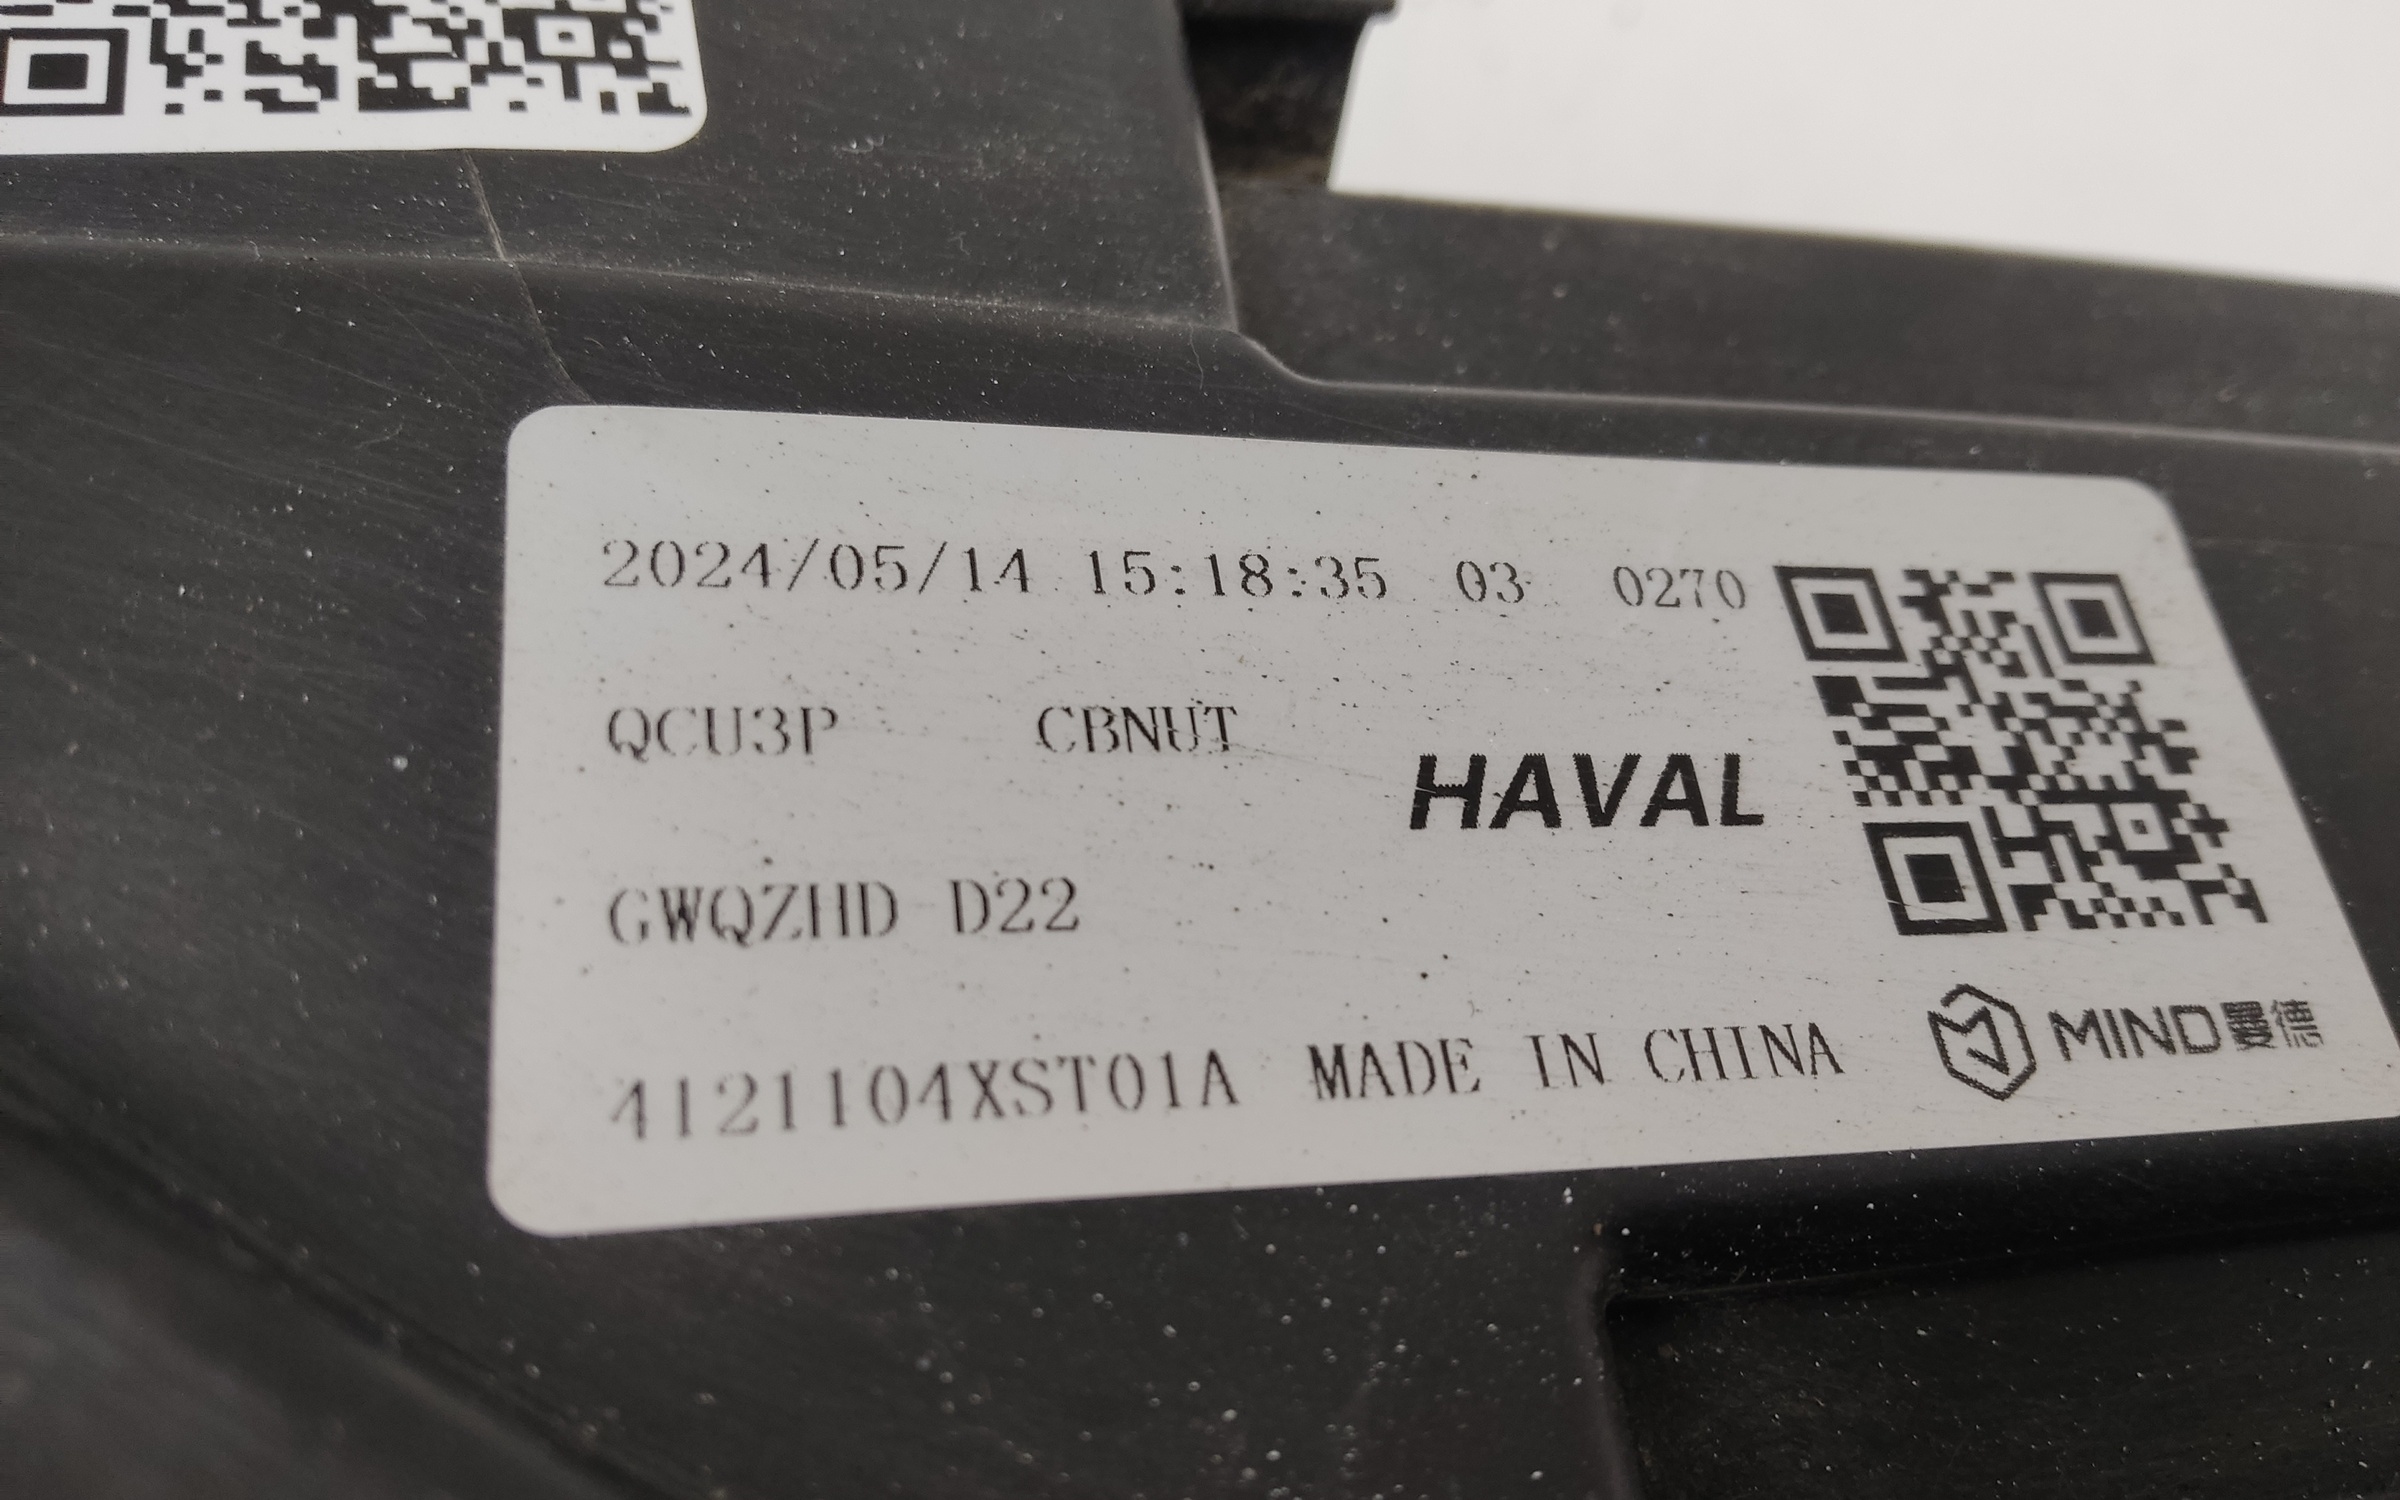 2024/05/14 15:18:35 03 0270
QCU3P CBNUT
HAVAL
GWQZHD D22
4121104XST01A MADE IN CHINA
MIND曼德